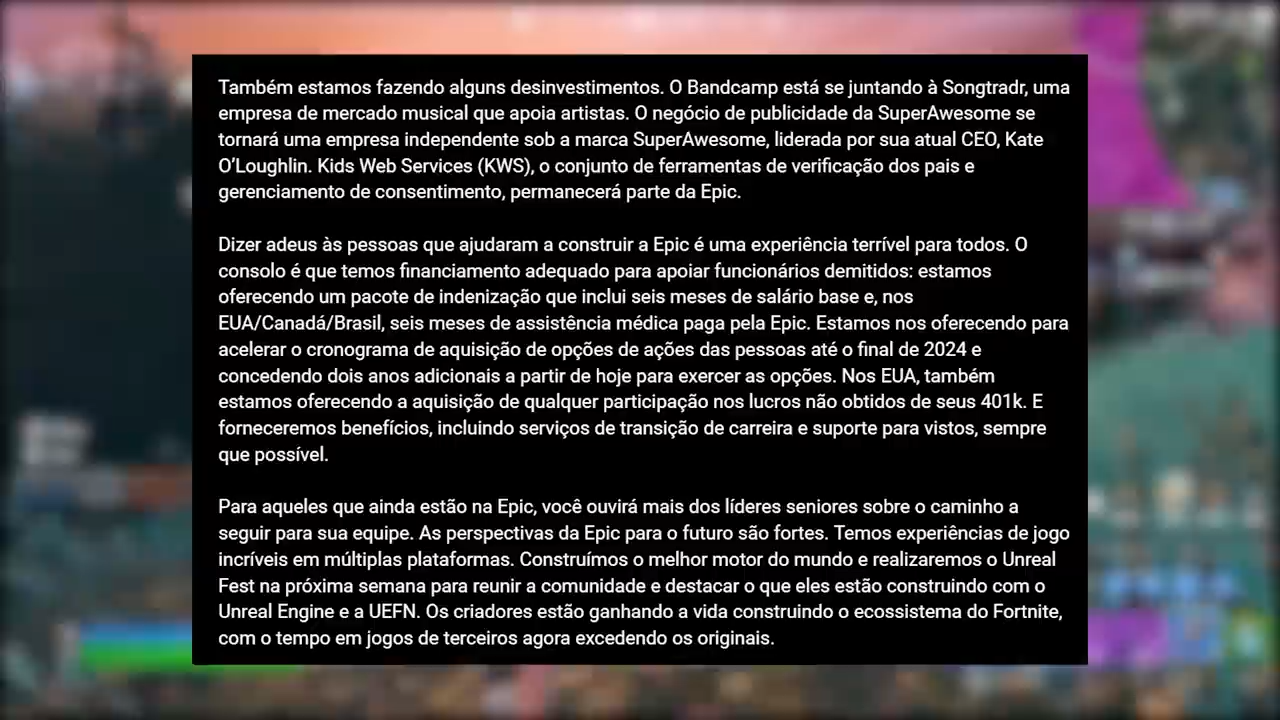 Também estamos fazendo alguns desinvestimentos. O Bandcamp está se juntando à Songtradr, uma
empresa de mercado musical que apoia artistas. O negócio de publicidade da SuperAwesome se
tornará uma empresa independente sob a marca SuperAwesome, liderada por sua atual CEO, Kate
O’Loughlin. Kids Web Services (KWS), o conjunto de ferramentas de verificação dos pais e
gerenciamento de consentimento, permanecerá parte da Epic.
Dizer adeus às pessoas que ajudaram a construir a Epic é uma experiência terrível para todos. O
consolo é que temos financiamento adequado para apoiar funcionários demitidos: estamos
oferecendo um pacote de indenização que inclui seis meses de salário base e, nos
EUA/Canadá/Brasil, seis meses de assistência médica paga pela Epic. Estamos nos oferecendo para
acelerar o cronograma de aquisição de opções de ações das pessoas até o final de 2024 e
concedendo dois anos adicionais a partir de hoje para exercer as opções. Nos EUA, também
estamos oferecendo a aquisição de qualquer participação nos lucros não obtidos de seus 401k. E
forneceremos benefícios, incluindo serviços de transição de carreira e suporte para vistos, sempre
que possível.
Para aqueles que ainda estão na Epic, você ouvirá mais dos líderes seniores sobre o caminho a
seguir para sua equipe. As perspectivas da Epic para o futuro são fortes. Temos experiências de jogo
incríveis em múltiplas plataformas. Construímos o melhor motor do mundo e realizaremos o Unreal
Fest na próxima semana para reunir a comunidade e destacar o que eles estão construindo com o
Unreal Engine e a UEFN. Os criadores estão ganhando a vida construindo o ecossistema do Fortnite,
com o tempo em jogos de terceiros agora excedendo os originais.